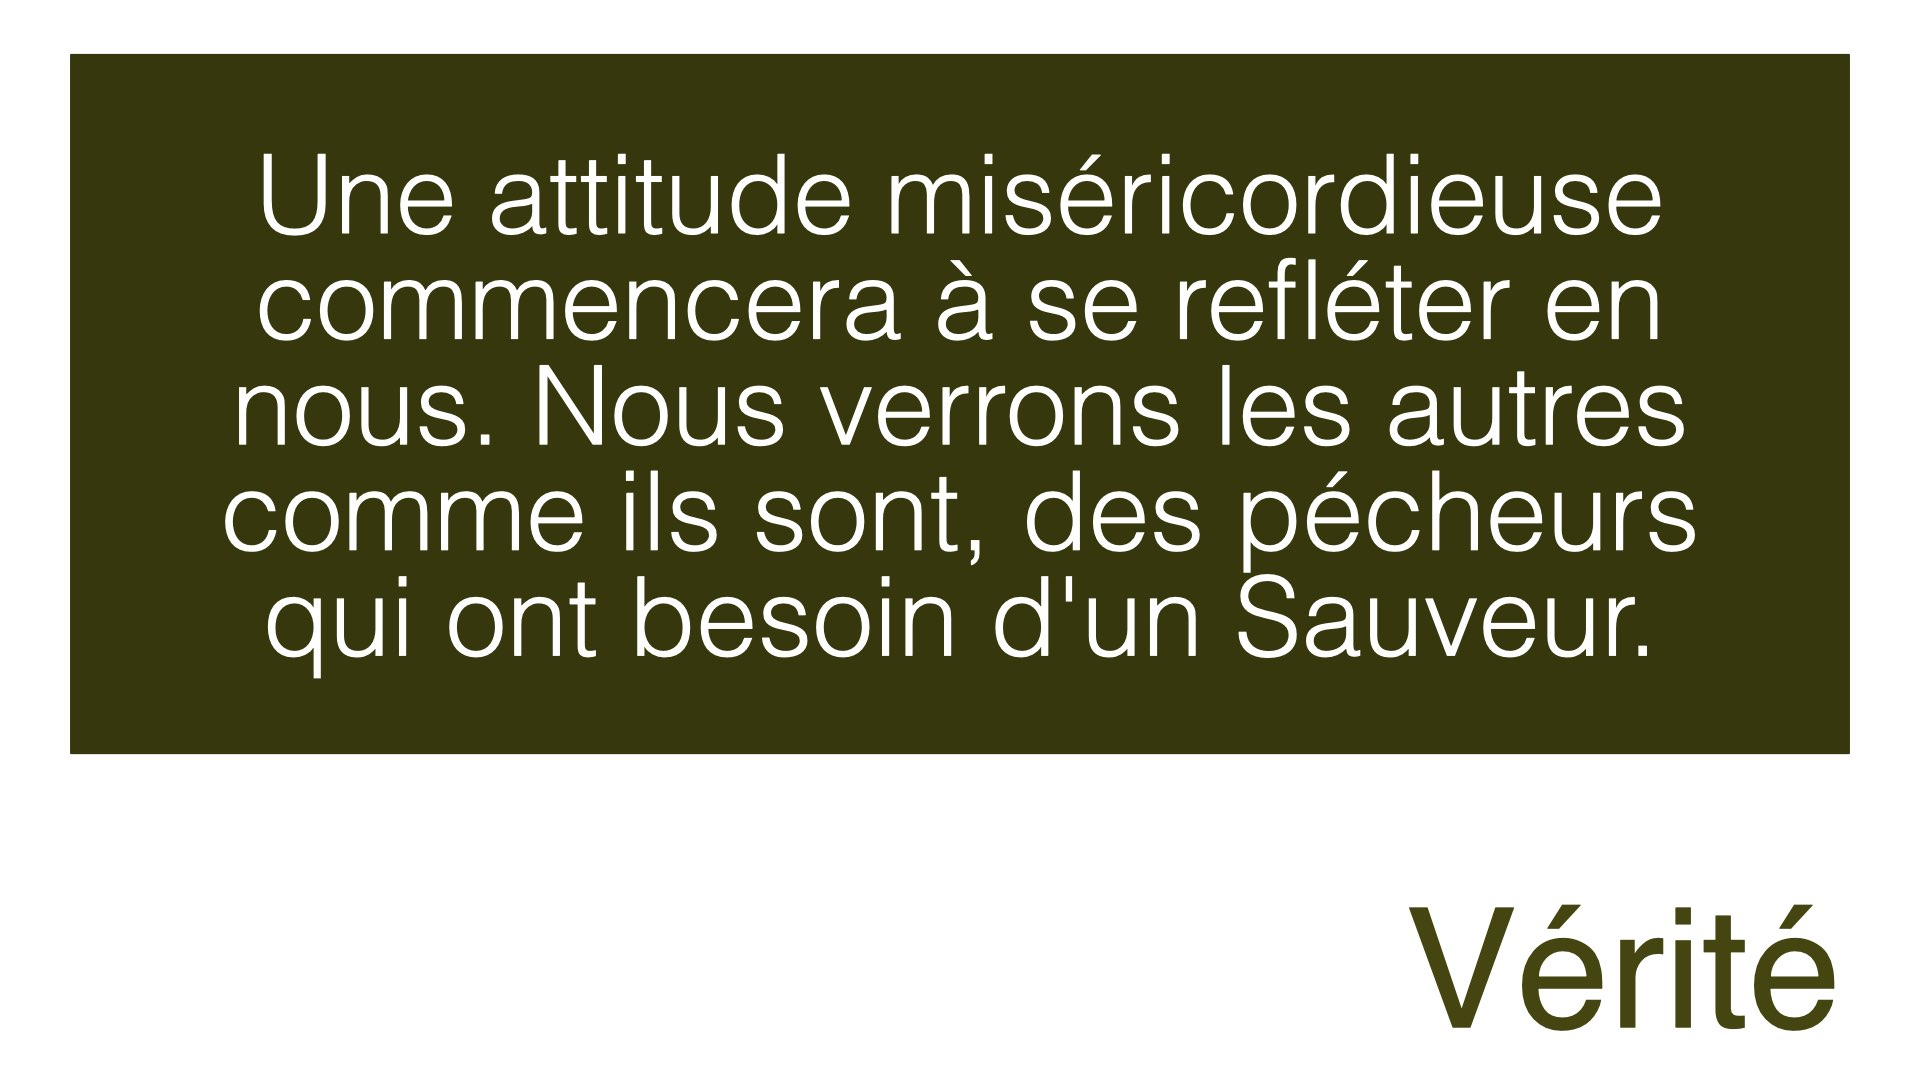 Une attitude miséricordieuse
commencera à se refléter en
nous. Nous verrons les autres
comme ils sont, des pécheurs
qui ont besoin d'un Sauveur.
Vérité